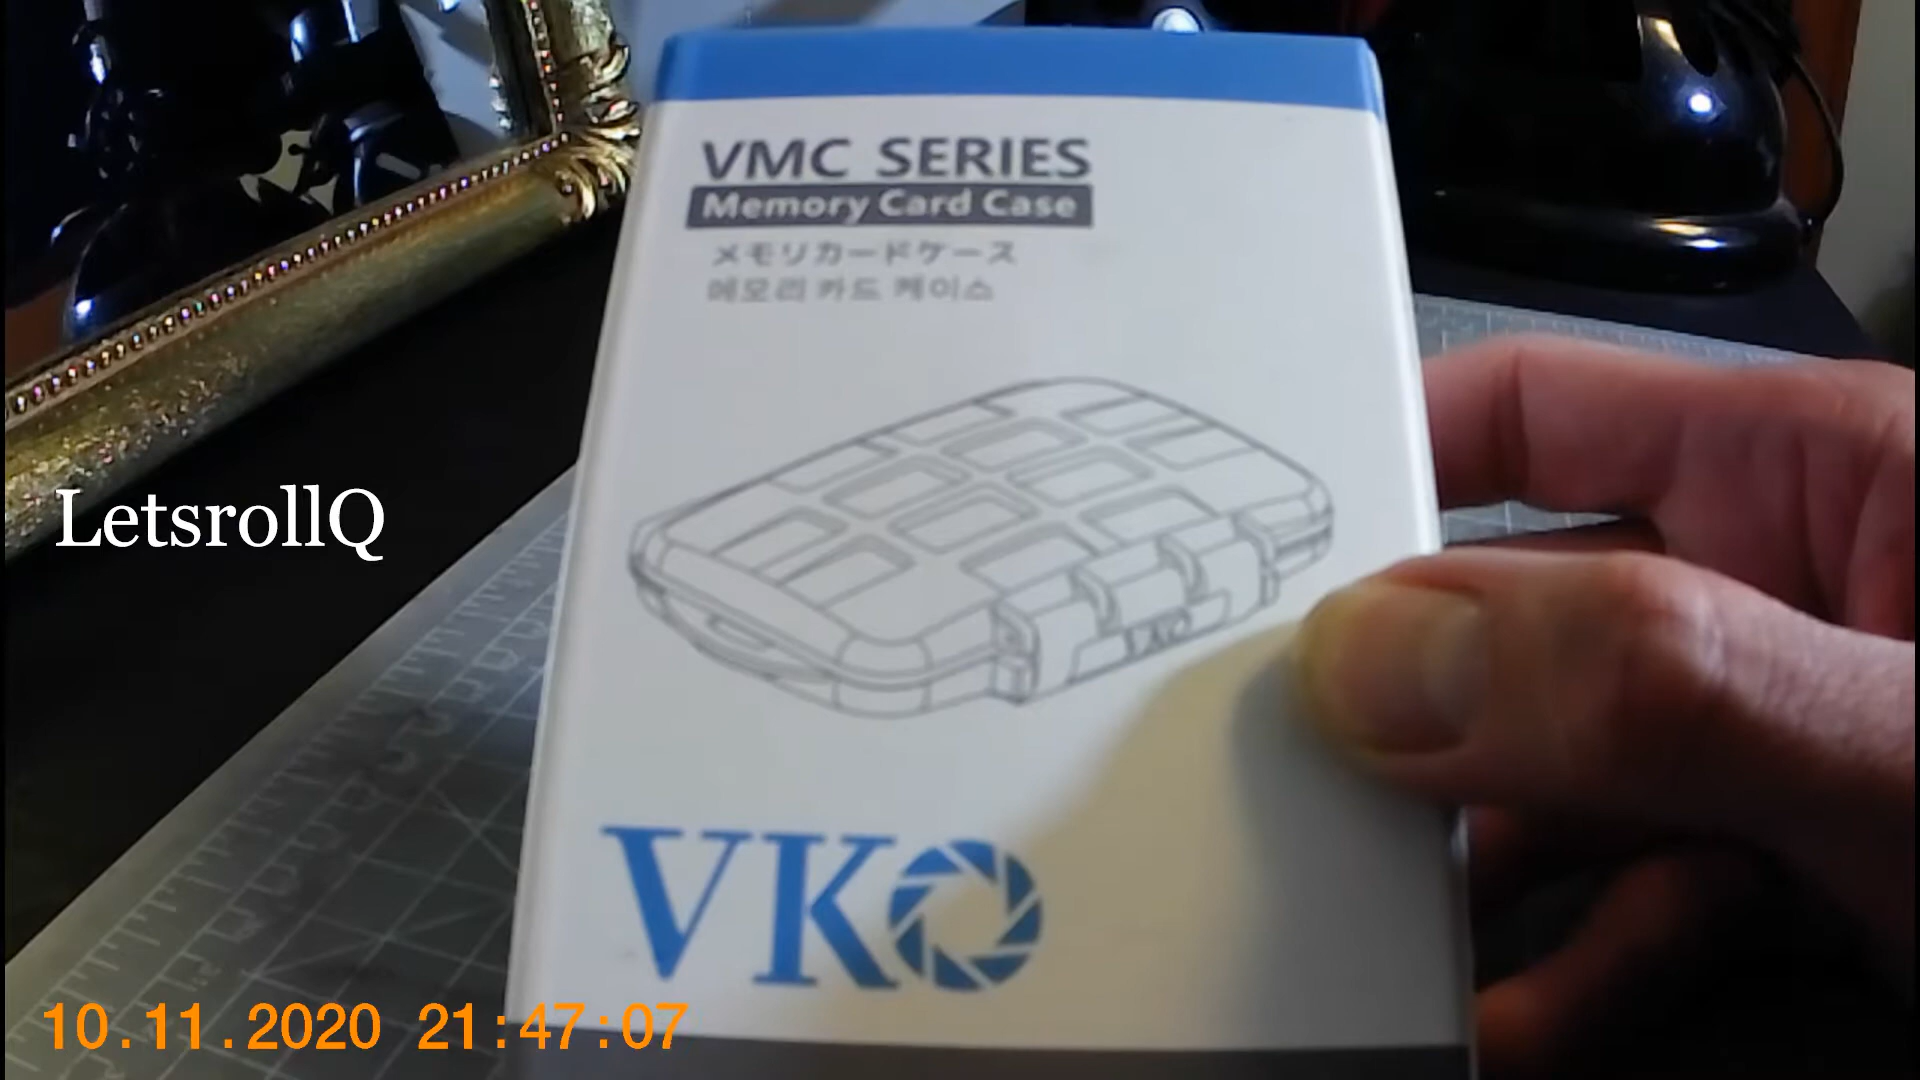 VMC SERIES
Memory Card Case
メモリカードケース
메모리 카드 케이스
LetsrollQ
VKO
10.11.2020 21:47:07